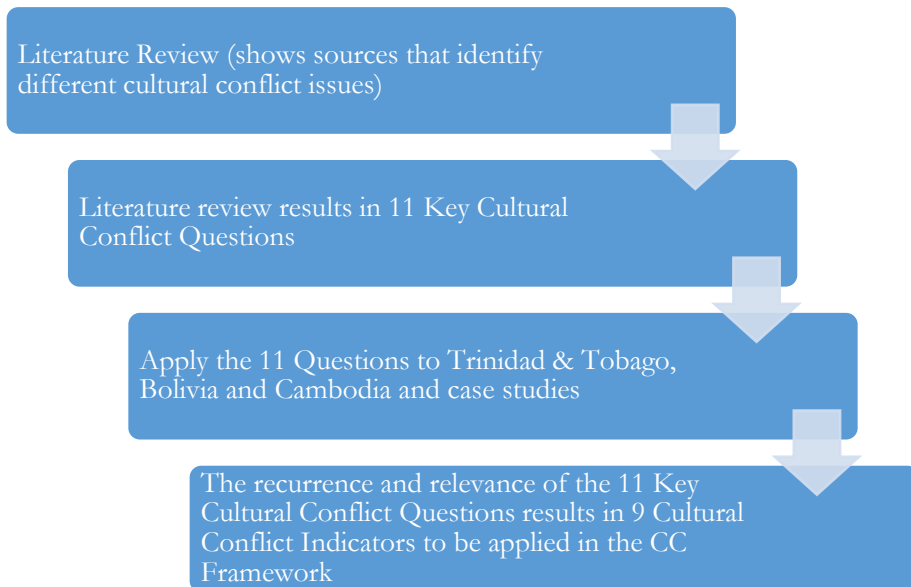 Literature Review (shows sources that identify
different cultural conflict issues)
Literature review results in 11 Key Cultural
Conflict Questions
Apply the 11 Questions to Trinidad & Tobago,
Bolivia and Cambodia and case studies
The recurrence and relevance of the 11 Key
Cultural Conflict Questions results in 9 Cultural
Conflict Indicators to be applied in the CC
Framework